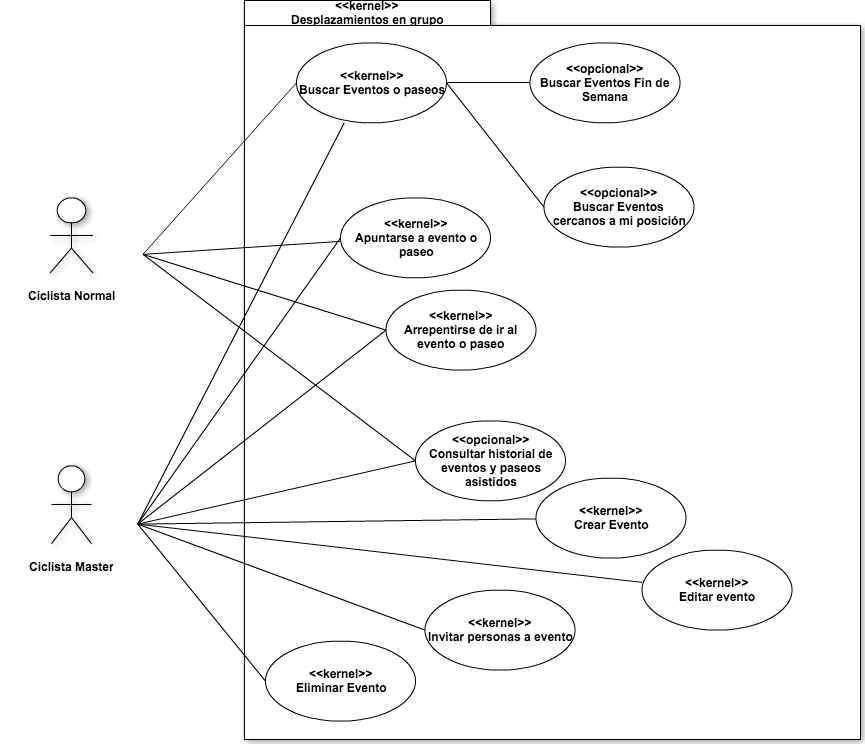 <<kernel>>
Desplazamientos en grupo
<<kernel>>
Buscar Eventos o paseos
<<opcional>>
Buscar Eventos Fin de
Semana
<<opcional>>
Buscar Eventos
cercanos a mi posición
<<kernel>>
Apuntarse a evento o
paseo
Ciclista Normal
<<kernel>>
Arrepentirse de ir al
evento o paseo
<<opcional>>
Consultar historial de
eventos y paseos
asistidos
<<kernel>>
Crear Evento
Ciclista Master
<<kernel>>
Editar evento
<<kernel>>
Invitar personas a evento
<<kernel>>
Eliminar Evento